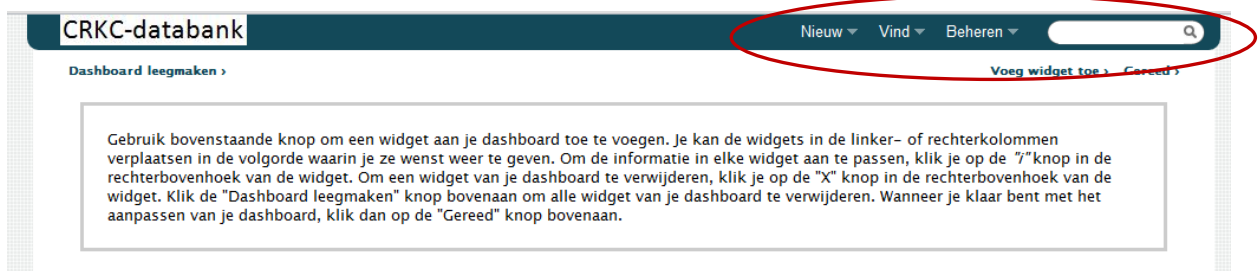 CRKC-databank
Nieuw Vind Beheren
Dashboard leegmaken ›
Voeg widget toe › Gereed ›
Gebruik bovenstaande knop om een widget aan je dashboard toe te voegen. Je kan de widgets in de linker- of rechterkolommen
verplaatsen in de volgorde waarin je ze wenst weer te geven. Om de informatie in elke widget aan te passen, klik je op de "i" knop in de
rechterbovenhoek van de widget. Om een widget van je dashboard te verwijderen, klik je op de "X" knop in de rechterbovenhoek van de
widget. Klik de "Dashboard leegmaken" knop bovenaan om alle widget van je dashboard te verwijderen. Wanneer je klaar bent met het
aanpassen van je dashboard, klik dan op de "Gereed" knop bovenaan.